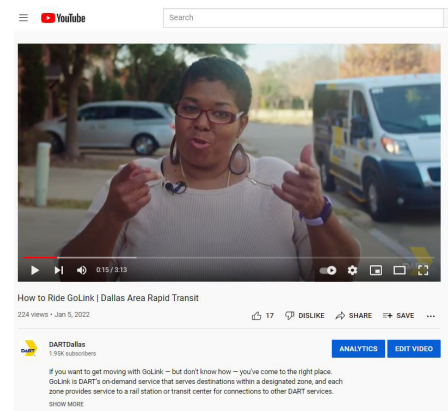 YouTube
Search
0:15 / 3:13
How to Ride GoLink | Dallas Area Rapid Transit
224 views • Jan 5, 2022
17 DISLIKE SHARE SAVE
DART
DARTDallas
1.95K subscribers
ANALYTICS EDIT VIDEO
If you want to get moving with GoLink — but don't know how — you've come to the right place.
GoLink is DART's on-demand service that serves destinations within a designated zone, and each
zone provides service to a rail station or transit center for connections to other DART services.
SHOW MORE